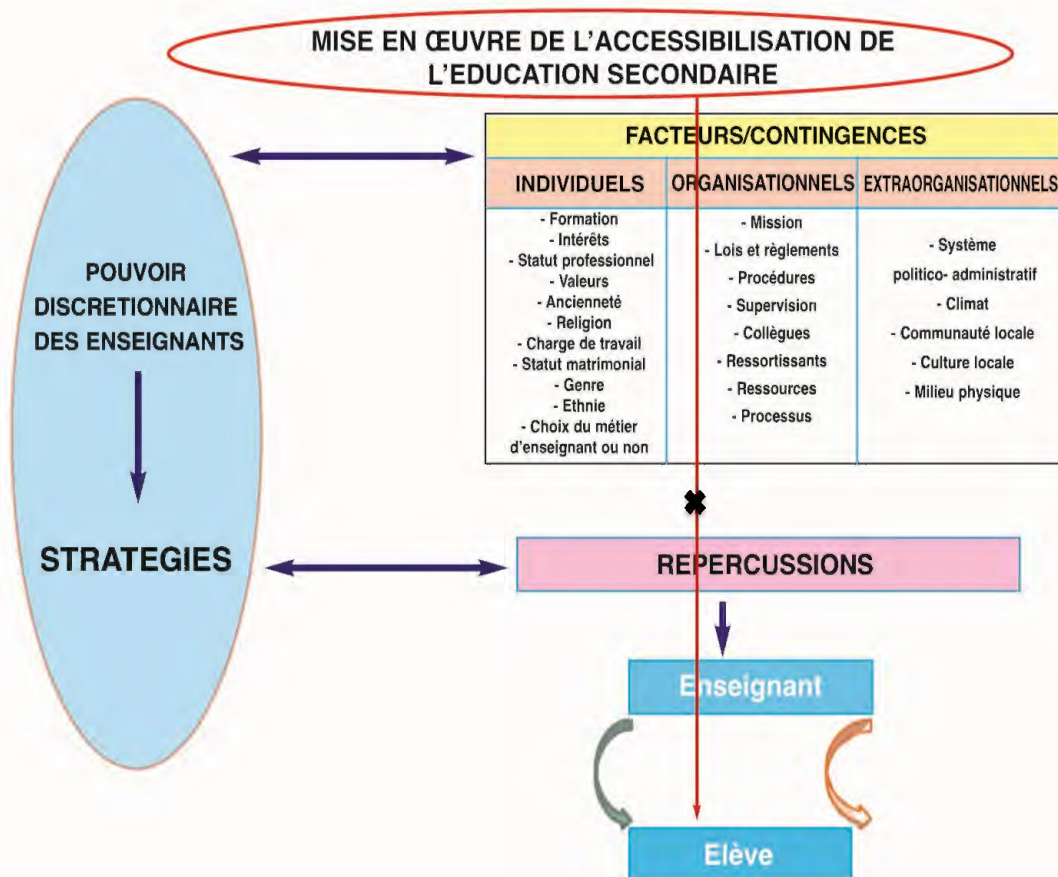 MISE EN ŒUVRE DE L'ACCESSIBILISATION DE
L'EDUCATION SECONDAIRE
POUVOIR
DISCRETIONNAIRE
DES ENSEIGNANTS
STRATEGIES
FACTEURS/CONTINGENCES
INDIVIDUELS
- Formation
- Intérêts
- Statut professionnel
- Valeurs
- Ancienneté
- Religion
- Charge de travail
- Statut matrimonial
- Genre
- Ethnie
- Choix du métier
d'enseignant ou non
ORGANISATIONNELS
- Mission
- Lois et règlements
- Procédures
- Supervision
- Collègues
- Ressortissants
- Ressources
- Processus
EXTRAORGANISATIONNELS
- Système
politico- administratif
- Climat
- Communauté locale
- Culture locale
- Milieu physique
REPERCUSSIONS
Enseignant
Elève